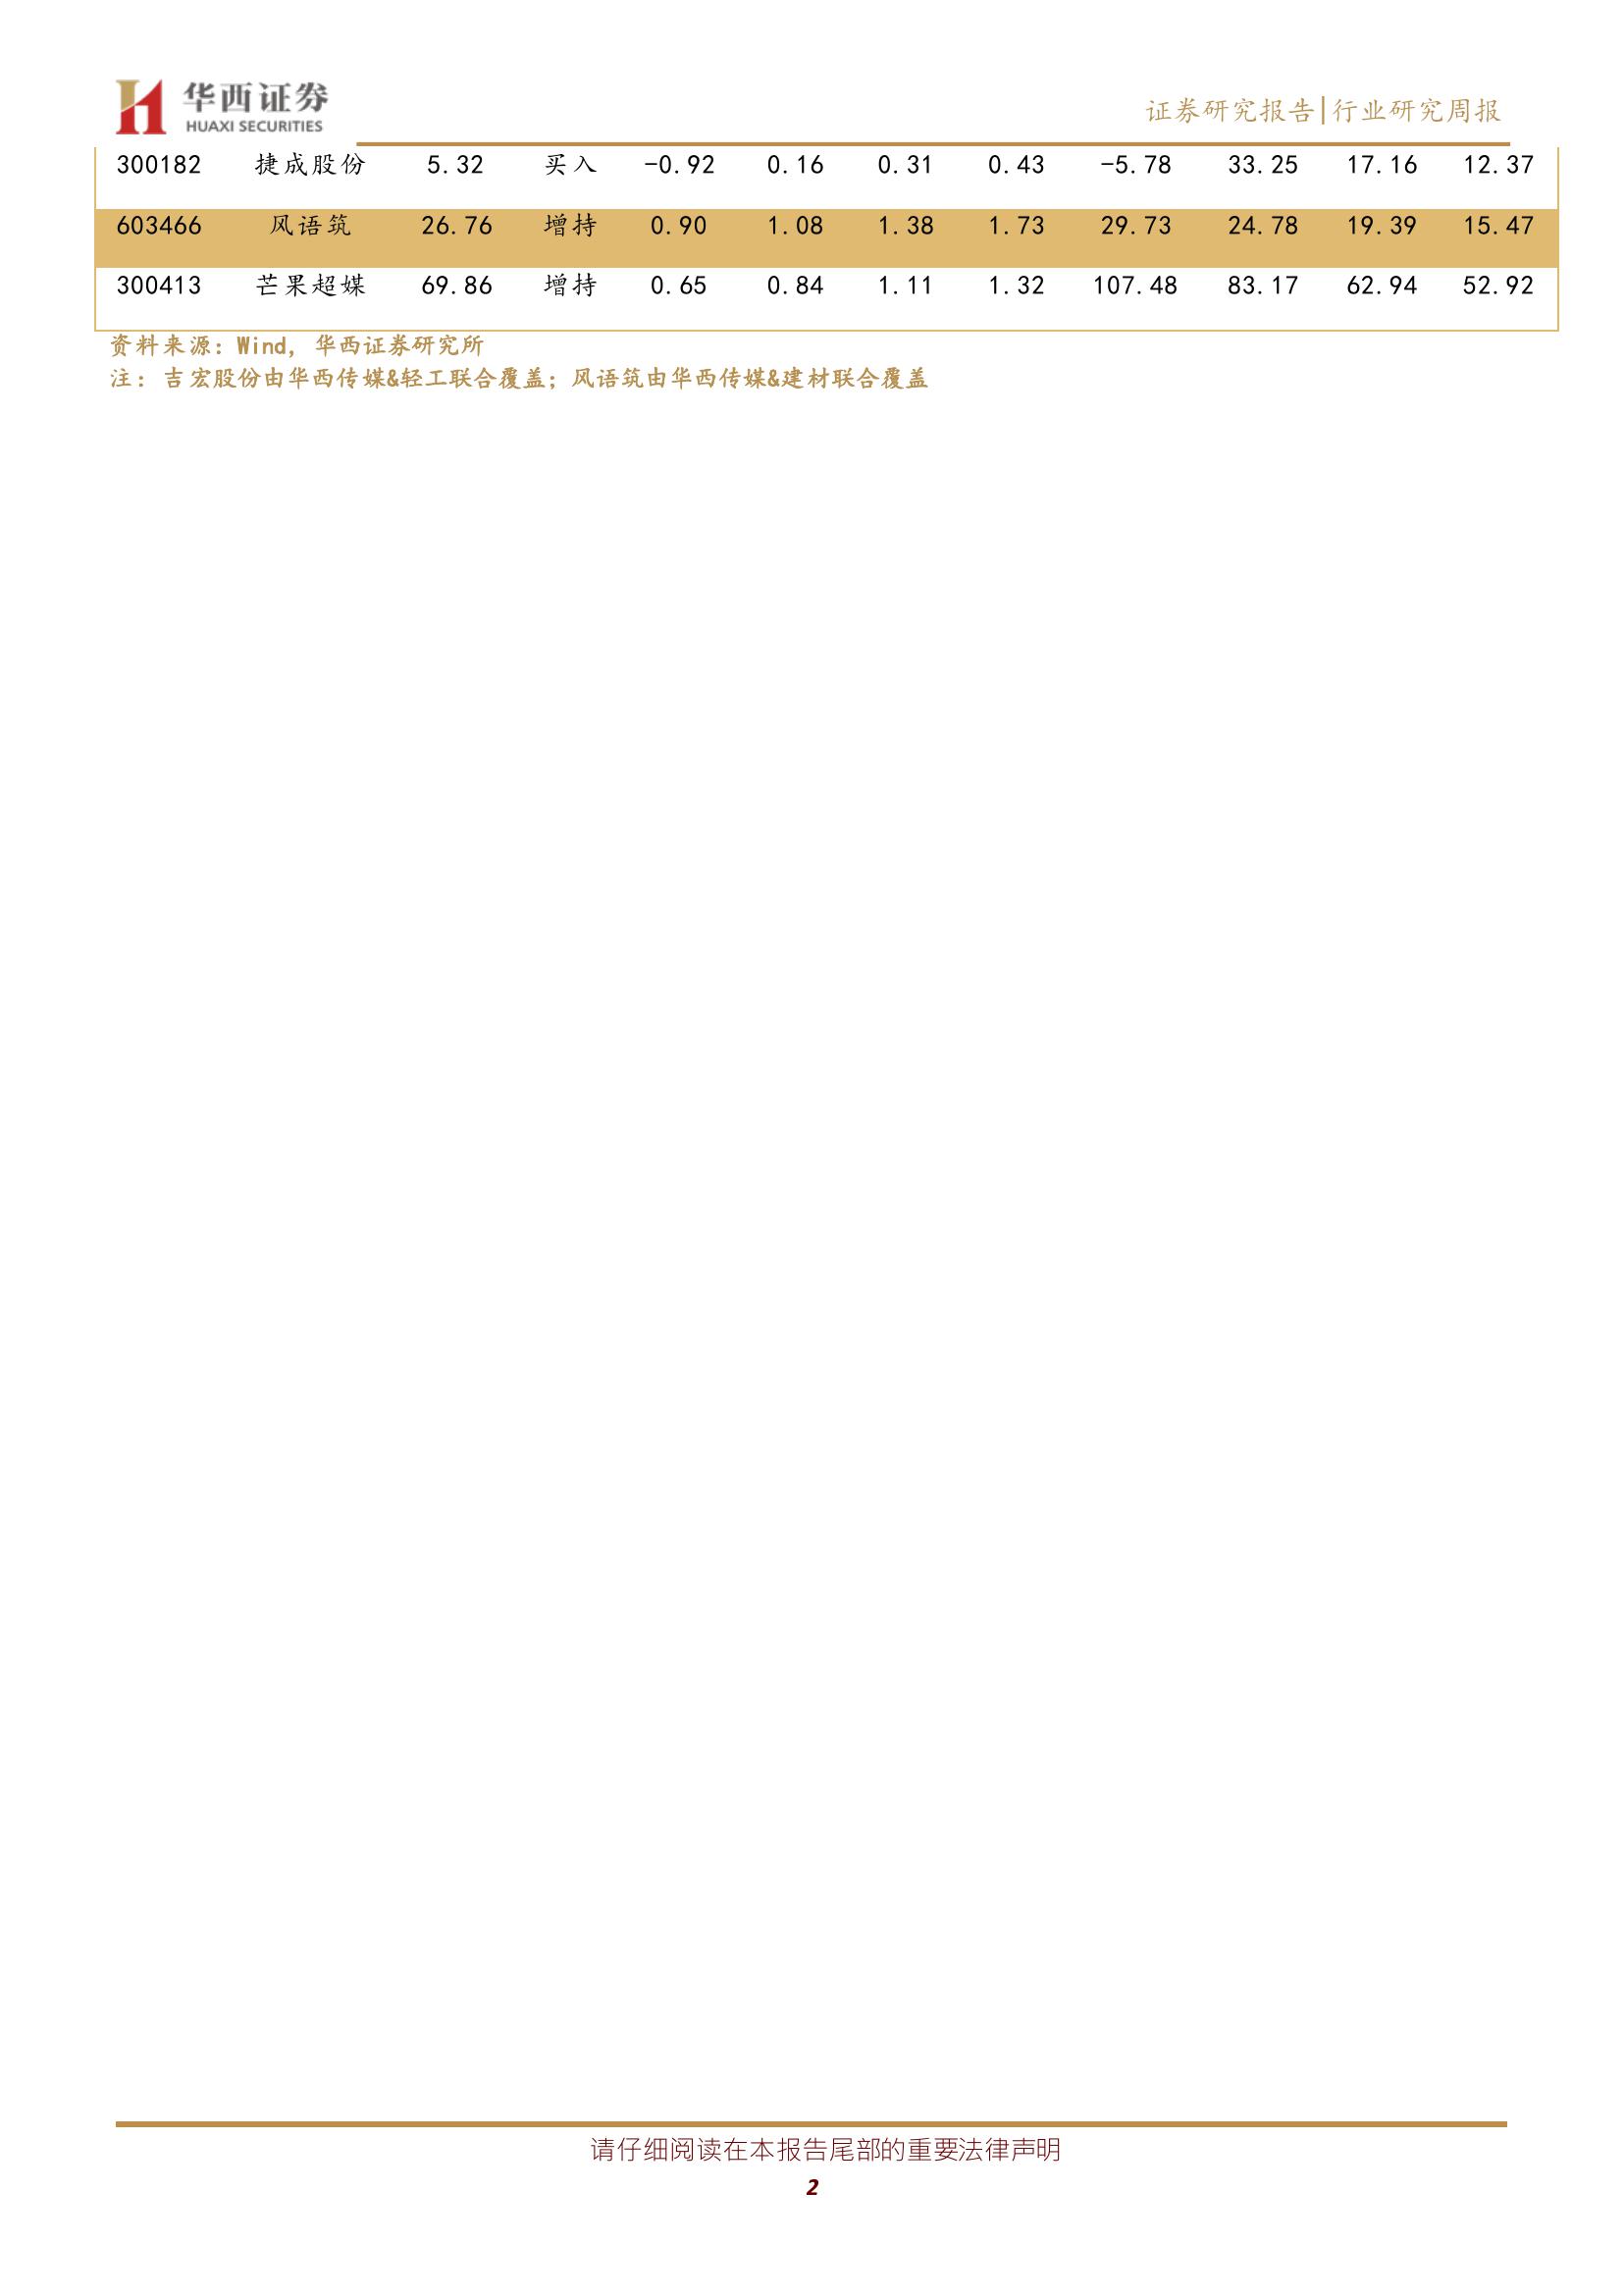 华西证券
HUAXI SECURITIES
证券研究报告|行业研究周报
300182 捷成股份 5.32 买入 -0.92 0.16 0.31 0.43 -5.78 33.25 17.16 12.37
603466 风语筑 26.76 增持 0.90 1.08 1.38 1.73 29.73 24.78 19.39 15.47
300413 芒果超媒 69.86 增持 0.65 0.84 1.11 1.32 107.48 83.17 62.94 52.92
资料来源：Wind，华西证券研究所
注：吉宏股份由华西传媒&轻工联合覆盖；风语筑由华西传媒&建材联合覆盖
请仔细阅读在本报告尾部的重要法律声明
2